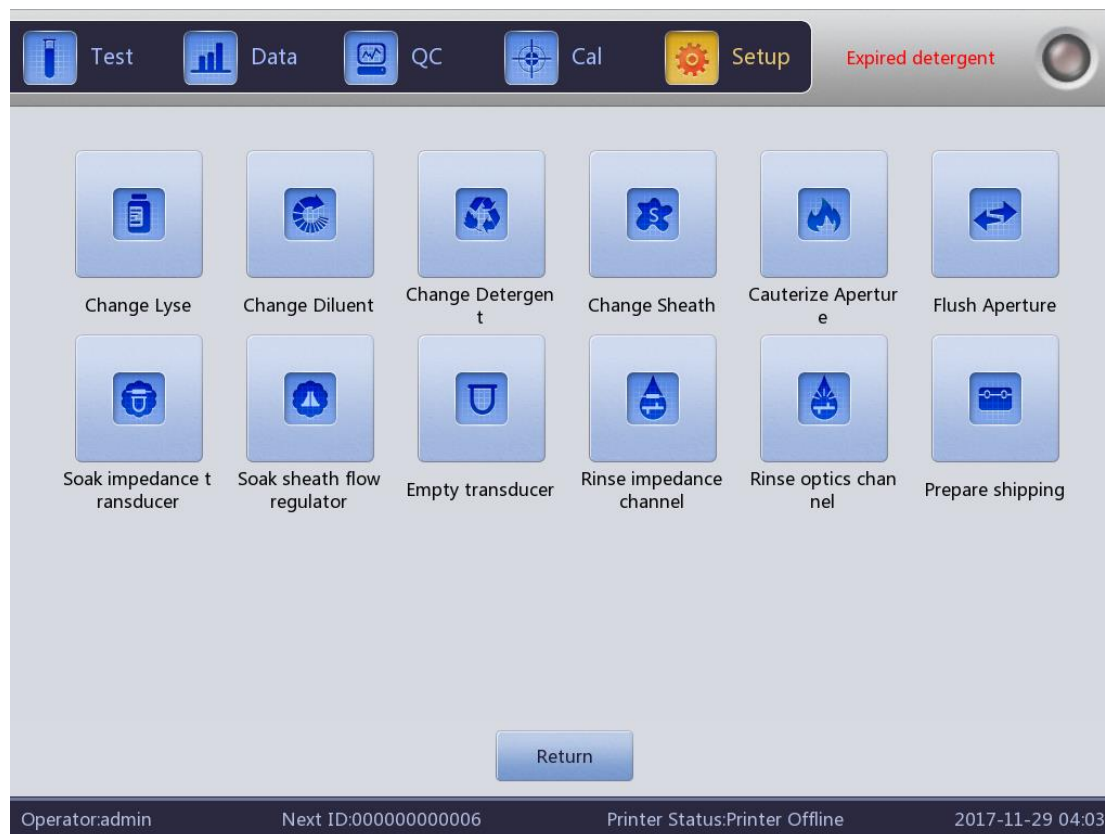 Test
Data
QC
Cal
Setup
Expired detergent
Change Lyse
Change Diluent
Change Detergen
t
Change Sheath
Cauterize Apertur
e
Flush Aperture
Soak impedance t
ransducer
Soak sheath flow
regulator
Empty transducer
Rinse impedance
channel
Rinse optics chan
nel
Prepare shipping
Return
Operator:admin
Next ID:000000000006
Printer Status:Printer Offline
2017-11-29 04:03